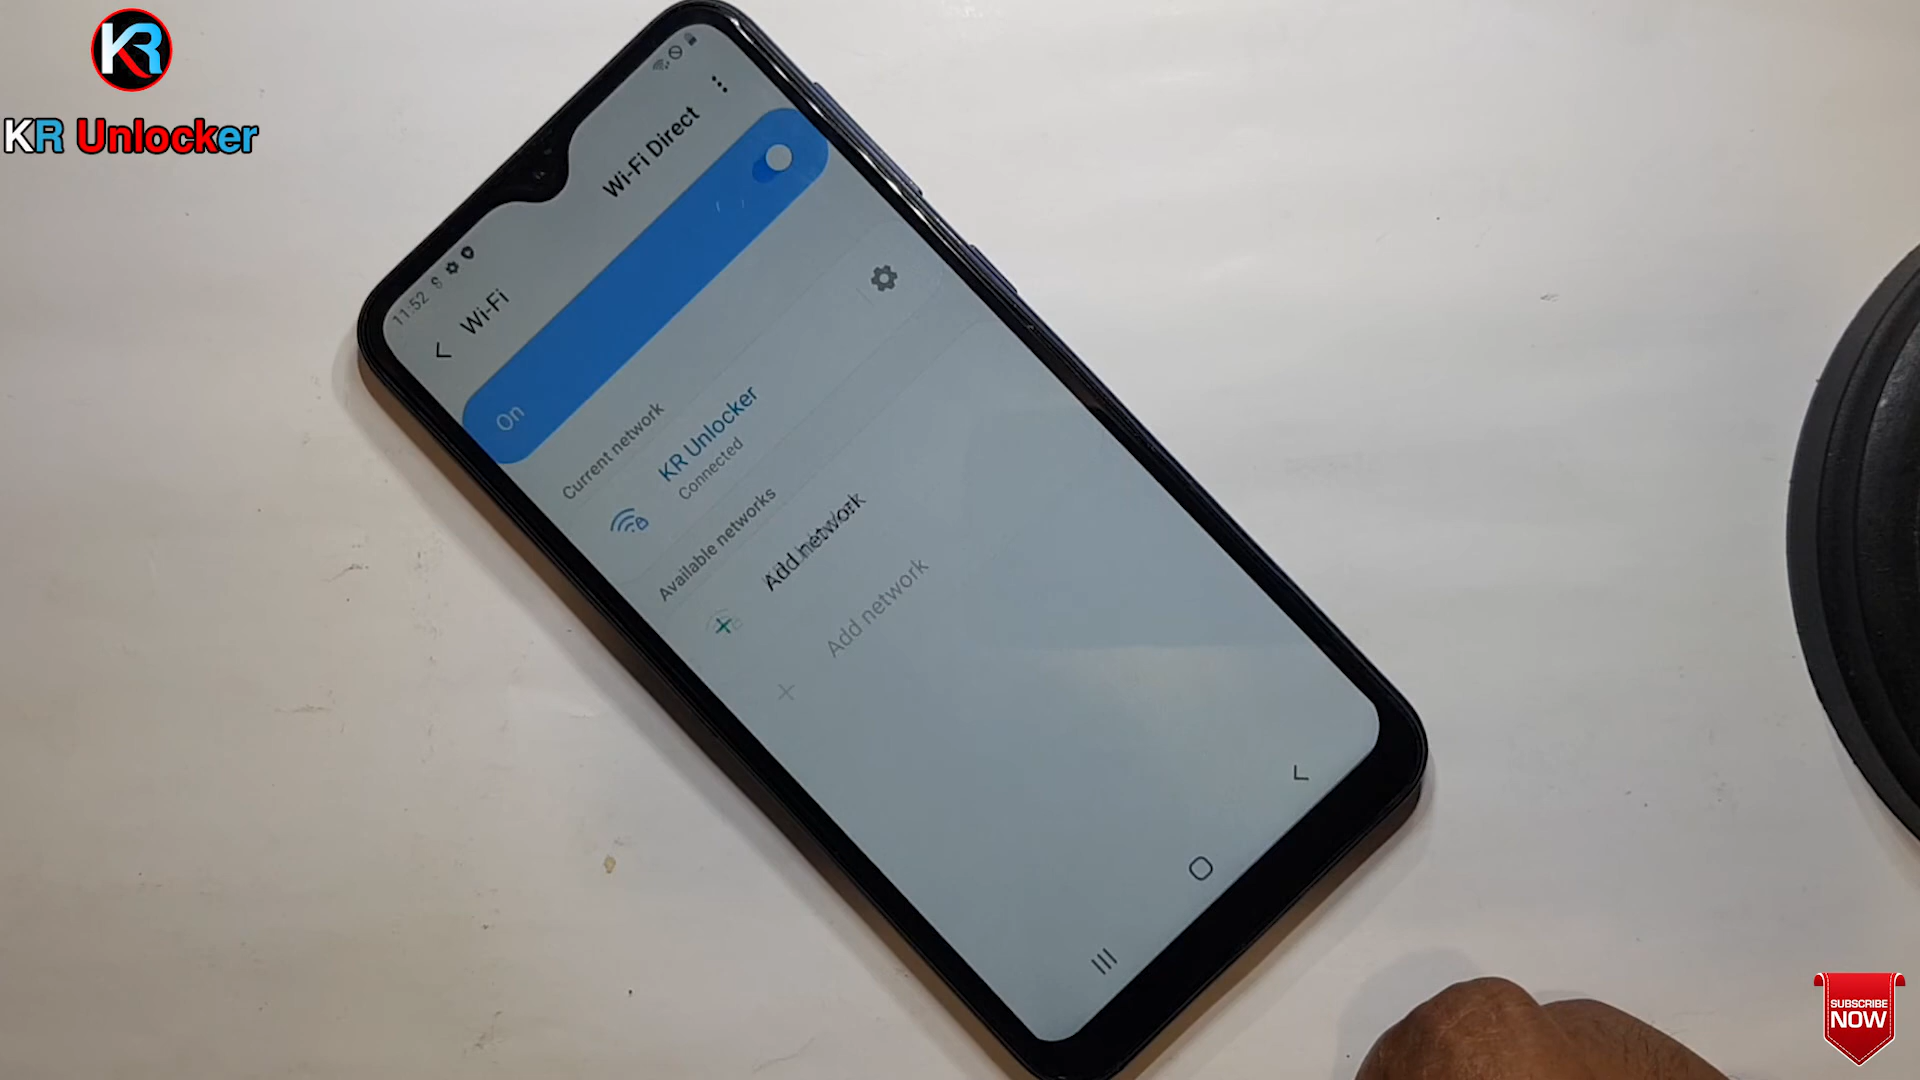 KR
KR Unlocker
11:52
Wi-Fi
Wi-Fi Direct
On
Current network
KR Unlocker
Connected
Available networks
Add network
Add network
SUBSCRIBE
NOW